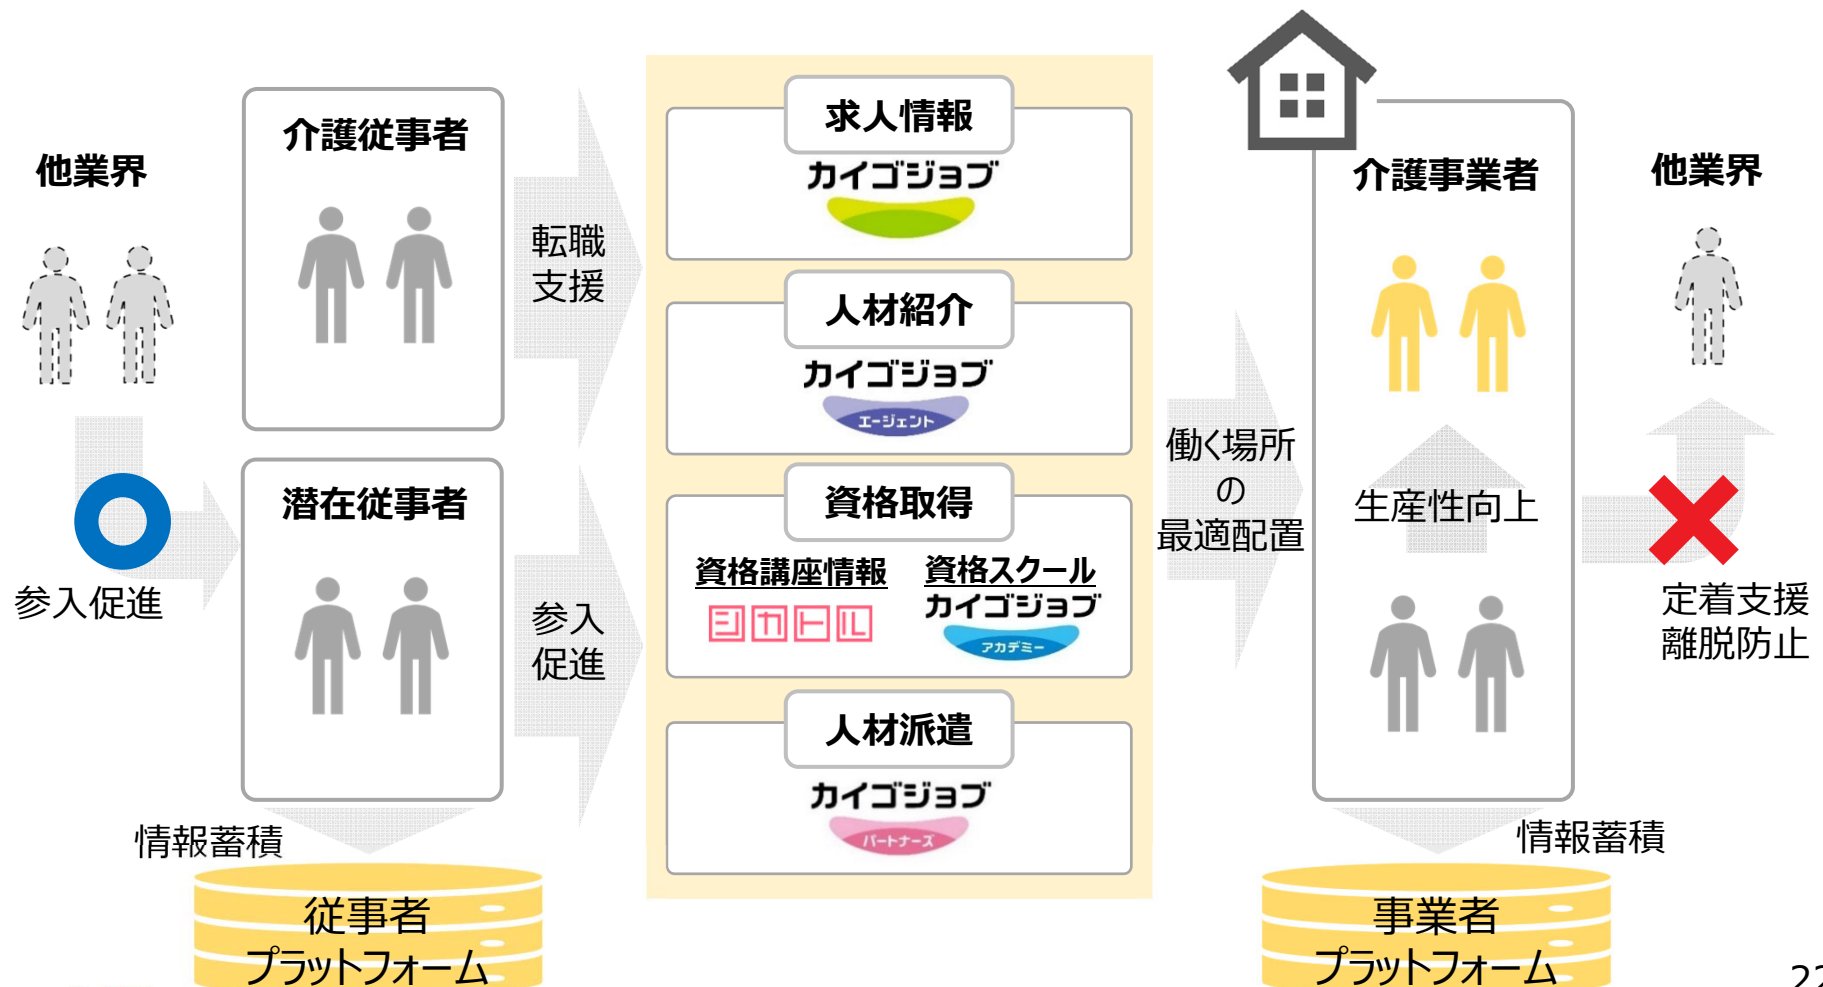 他業界
参入促進
介護従事者
潜在従事者
情報蓄積
従事者
プラットフォーム
転職
支援
参入
促進
求人情報
カイゴジョブ
人材紹介
カイゴジョブ
エージェント
資格取得
資格講座情報
シカトル
資格スクール
カイゴジョブ
アカデミー
人材派遣
カイゴジョブ
パートナーズ
働く場所
の
最適配置
介護事業者
生産性向上
情報蓄積
事業者
プラットフォーム
他業界
定着支援
離脱防止
22